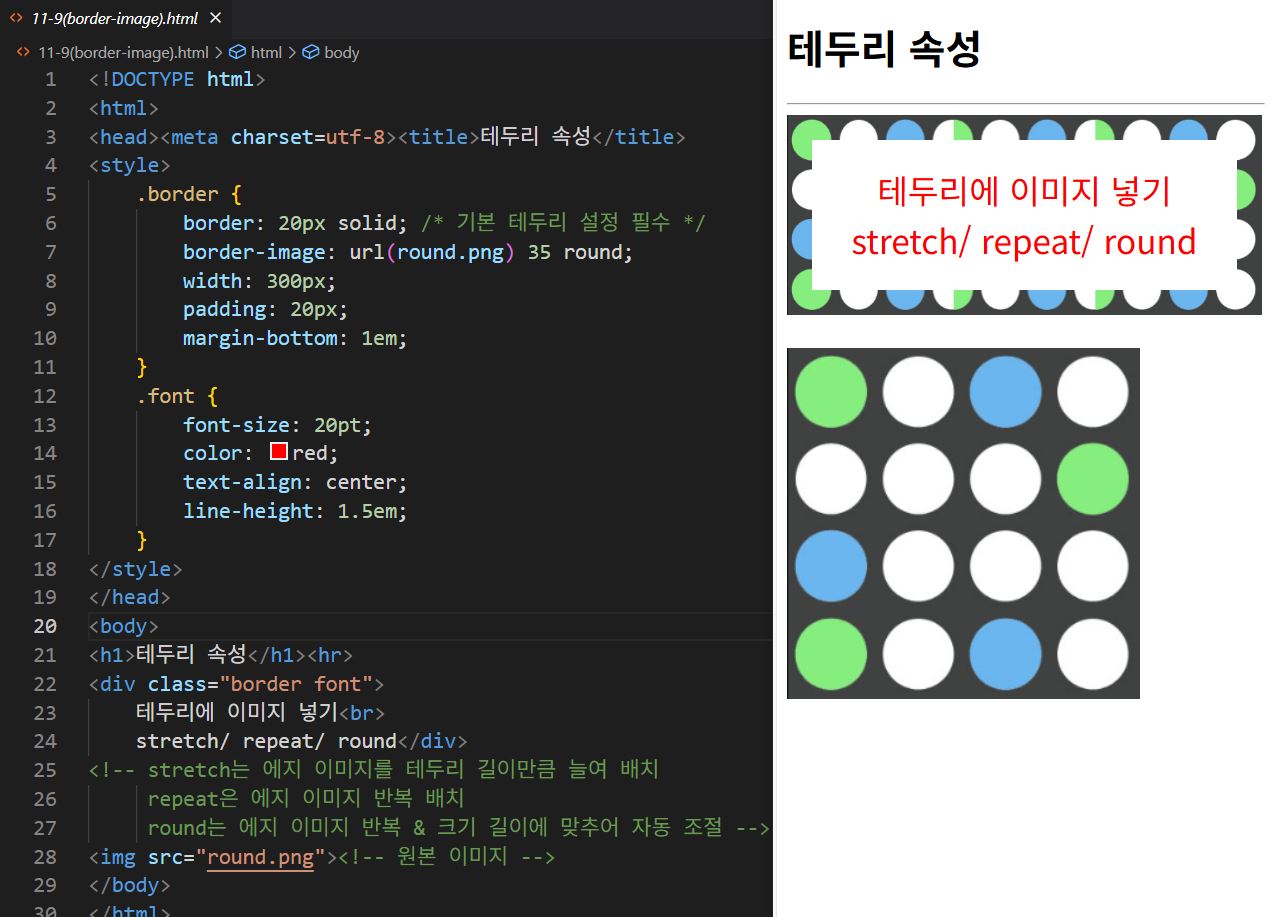 11-9(border-image).html
11-9(border-image).html > html > body
1 <!DOCTYPE html>
2 <html>
3 <head><meta charset=utf-8><title>테두리 속성</title>
4 <style>
5 .border {
6 border: 20px solid; /* 기본 테두리 설정 필수 */
7 border-image: url(round.png) 35 round;
8 width: 300px;
9 padding: 20px;
10 margin-bottom: 1em;
11 }
12 .font {
13 font-size: 20pt;
14 color: red;
15 text-align: center;
16 line-height: 1.5em;
17 }
18 </style>
19 </head>
20 <body>
21 <h1>테두리 속성</h1><hr>
22 <div class="border font">
23 테두리에 이미지 넣기<br>
24 stretch/ repeat/ round</div>
25 <!-- stretch는 에지 이미지를 테두리 길이만큼 늘여 배치
26 repeat은 에지 이미지 반복 배치
27 round는 에지 이미지 반복 & 크기 길이에 맞추어 자동 조절 -->
28 <img src="round.png"><!-- 원본 이미지 -->
29 </body>
30 </html>
테두리 속성
테두리에 이미지 넣기
stretch/ repeat/ round